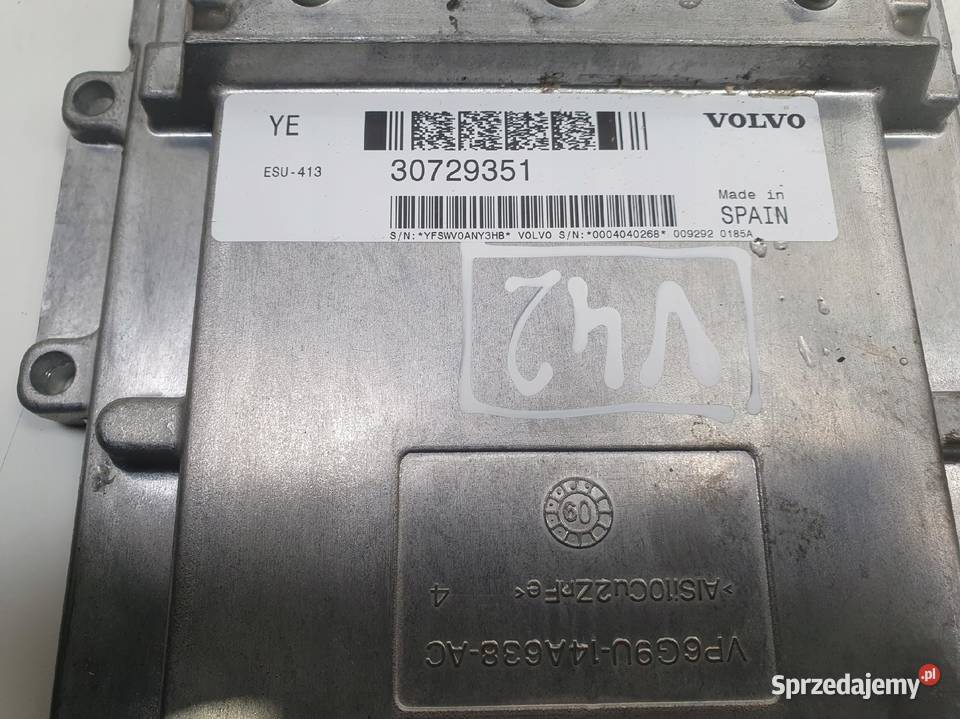 YE
VOLVO
ESU-413
30729351
Made in
SPAIN
S/N:*YFSWV0ANY3HB* VOLVO S/N:*0004040268* 009292 0185A
V42
09
4
>AlSi10Cu2ZnFe<
VP6G9U-14A638-AC
Sprzedajemy.pl